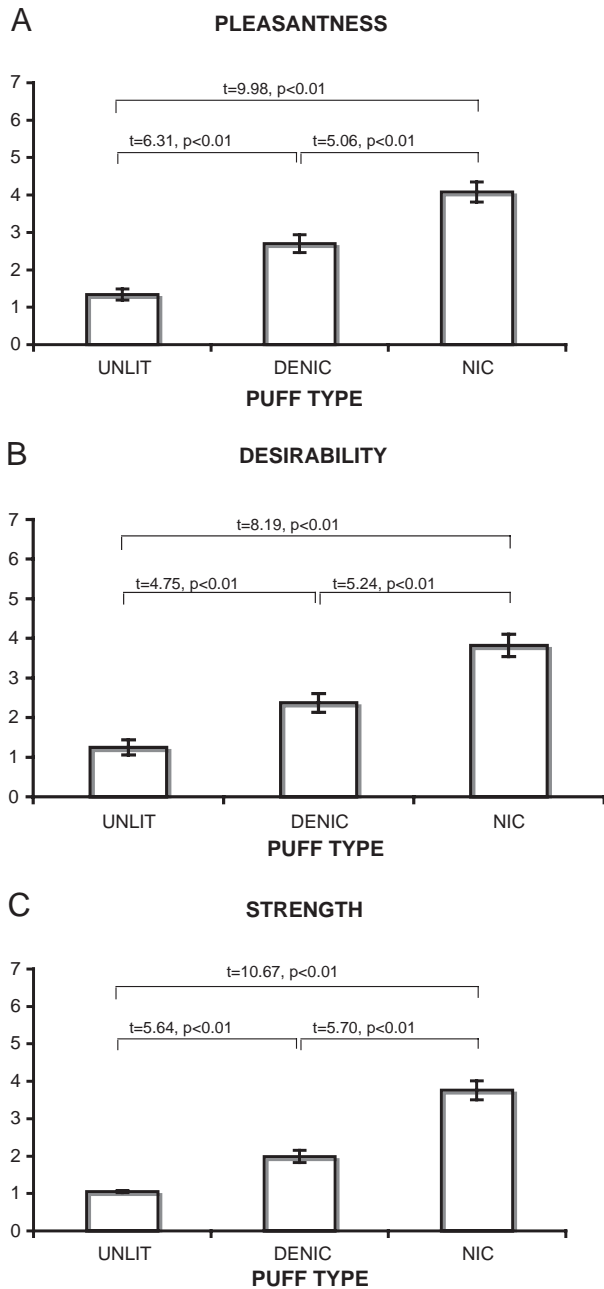 A
PLEASANTNESS
7
6
5
4
3
2
1
0
t=9.98, p<0.01
t=6.31, p<0.01 t=5.06, p<0.01
UNLIT DENIC NIC
PUFF TYPE
B
DESIRABILITY
7
6
5
4
3
2
1
0
t=8.19, p<0.01
t=4.75, p<0.01 t=5.24, p<0.01
UNLIT DENIC NIC
PUFF TYPE
C
STRENGTH
7
6
5
4
3
2
1
0
t=10.67, p<0.01
t=5.64, p<0.01 t=5.70, p<0.01
UNLIT DENIC NIC
PUFF TYPE